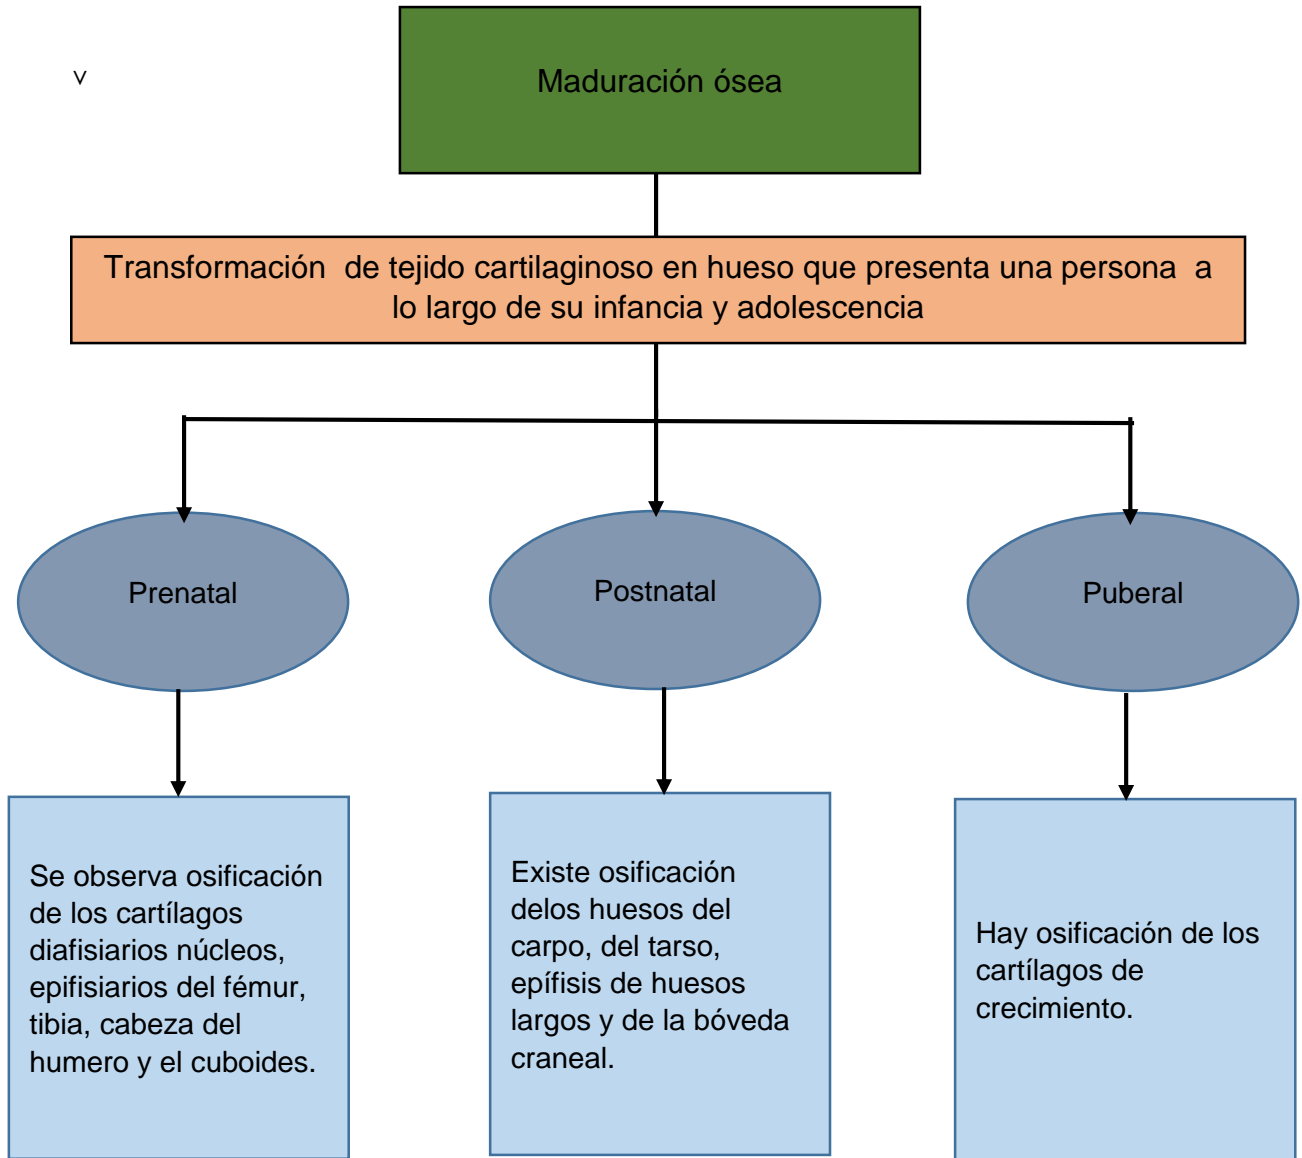 ˅
Maduración ósea
Transformación de tejido cartilaginoso en hueso que presenta una persona a
lo largo de su infancia y adolescencia
Prenatal
Postnatal
Puberal
Se observa osificación
de los cartílagos
diafisiarios núcleos,
epifisiarios del fémur,
tibia, cabeza del
humero y el cuboides.
Existe osificación
delos huesos del
carpo, del tarso,
epífisis de huesos
largos y de la bóveda
craneal.
Hay osificación de los
cartílagos de
crecimiento.